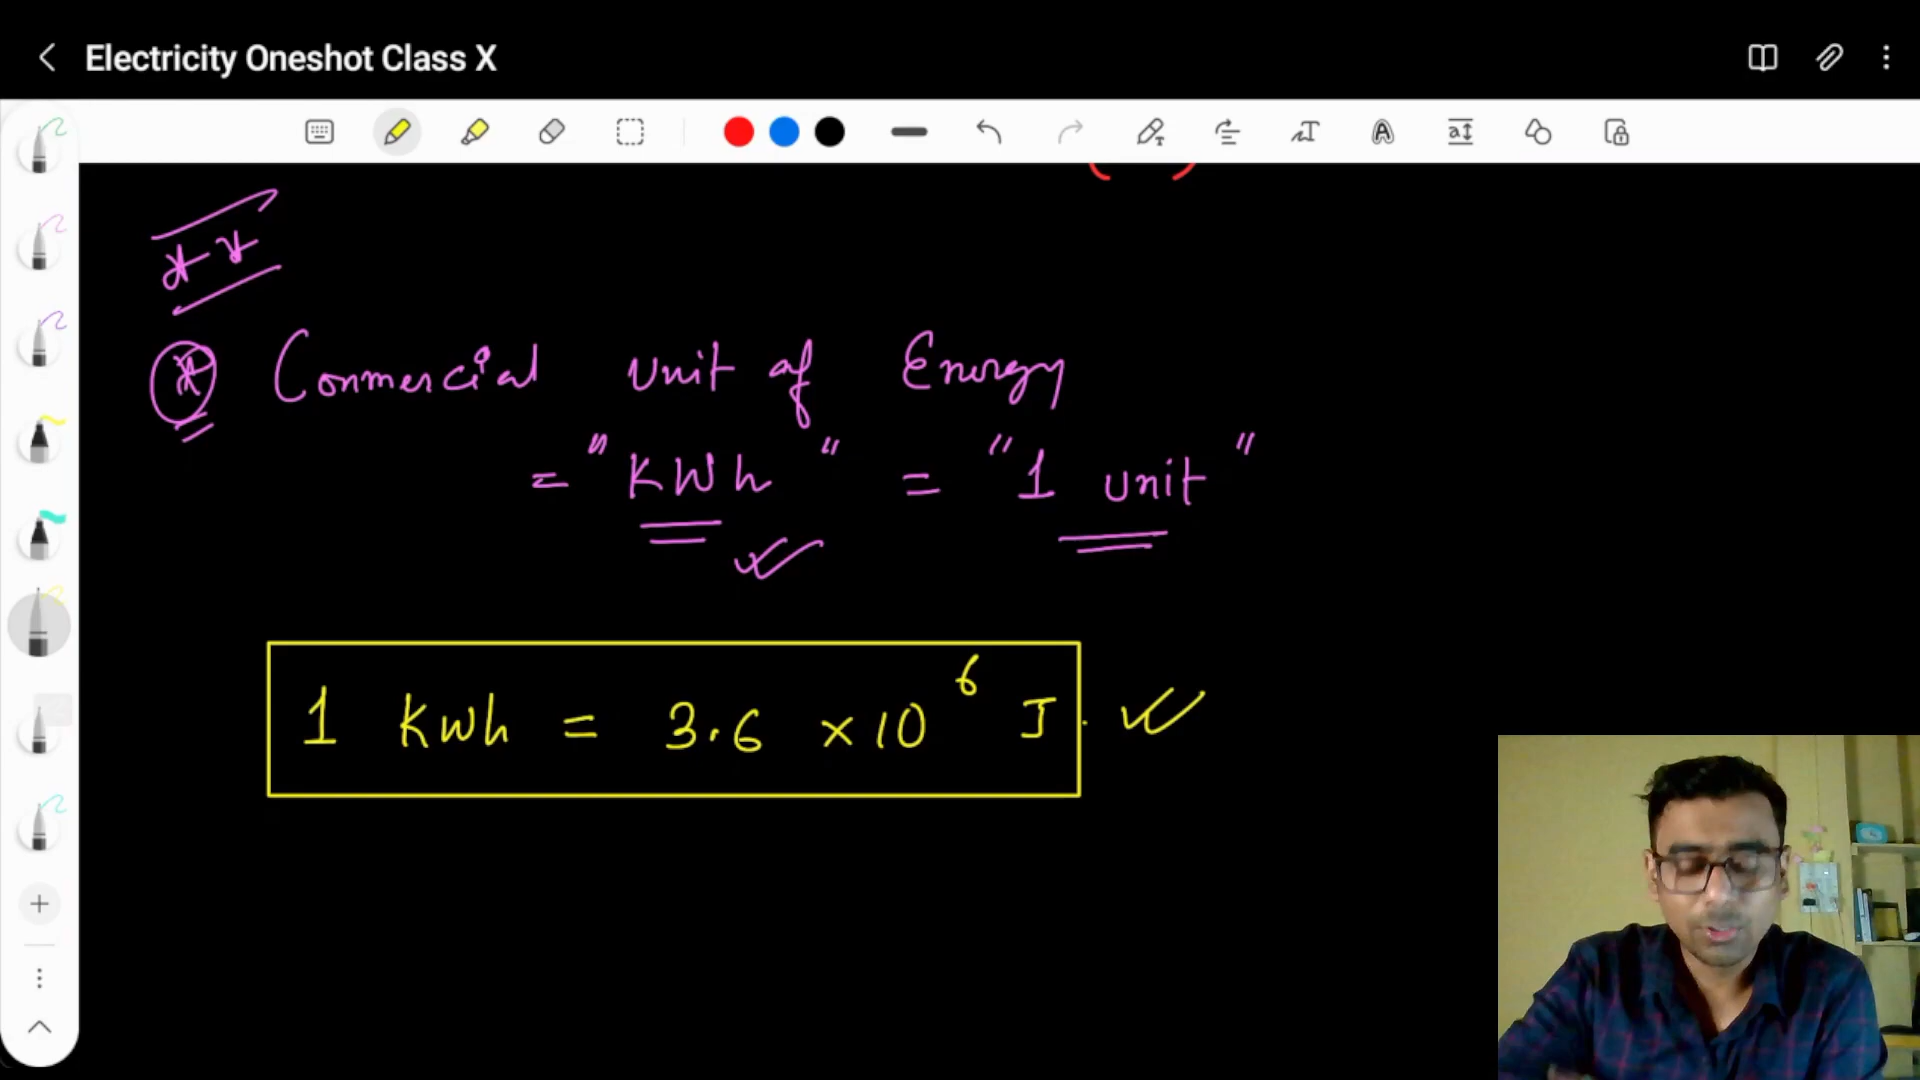 Electricity Oneshot Class X
** 
* Commercial unit of Energy
= "KWh" = "1 unit"
1 KWh = 3.6 × 10⁶ J.